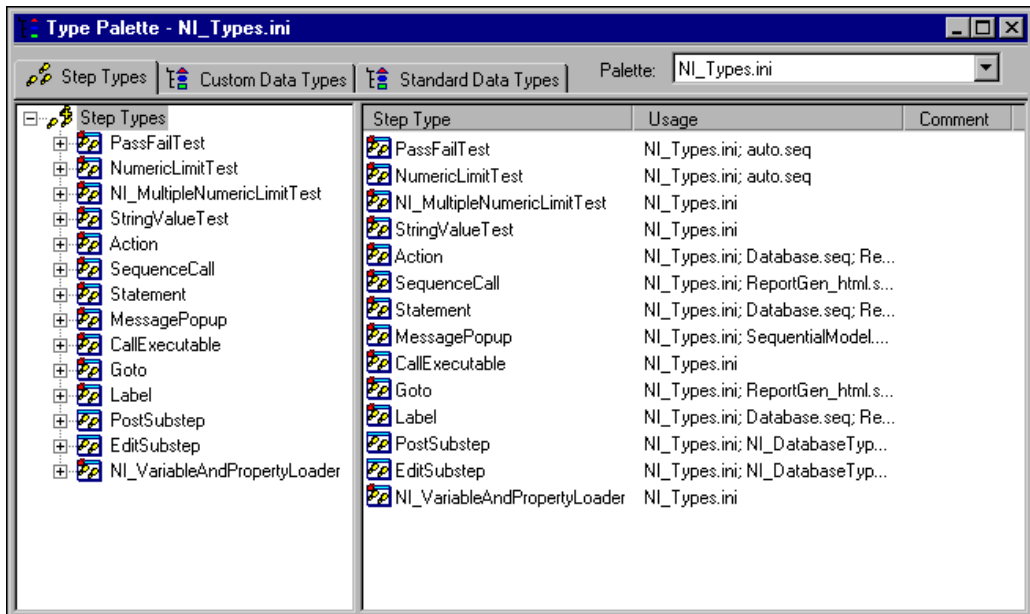 Type Palette - NI_Types.ini
Step Types Custom Data Types Standard Data Types Palette: NI_Types.ini
Step Types
PassFailTest
NumericLimitTest
NI_MultipleNumericLimitTest
StringValueTest
Action
SequenceCall
Statement
MessagePopup
CallExecutable
Goto
Label
PostSubstep
EditSubstep
NI_VariableAndPropertyLoader
Step Type Usage Comment
PassFailTest NI_Types.ini; auto.seq
NumericLimitTest NI_Types.ini; auto.seq
NI_MultipleNumericLimitTest NI_Types.ini
StringValueTest NI_Types.ini
Action NI_Types.ini; Database.seq; Re...
SequenceCall NI_Types.ini; ReportGen_html.s...
Statement NI_Types.ini; Database.seq; Re...
MessagePopup NI_Types.ini; SequentialModel....
CallExecutable NI_Types.ini
Goto NI_Types.ini; ReportGen_html.s...
Label NI_Types.ini; Database.seq; Re...
PostSubstep NI_Types.ini; NI_DatabaseTyp...
EditSubstep NI_Types.ini; NI_DatabaseTyp...
NI_VariableAndPropertyLoader NI_Types.ini